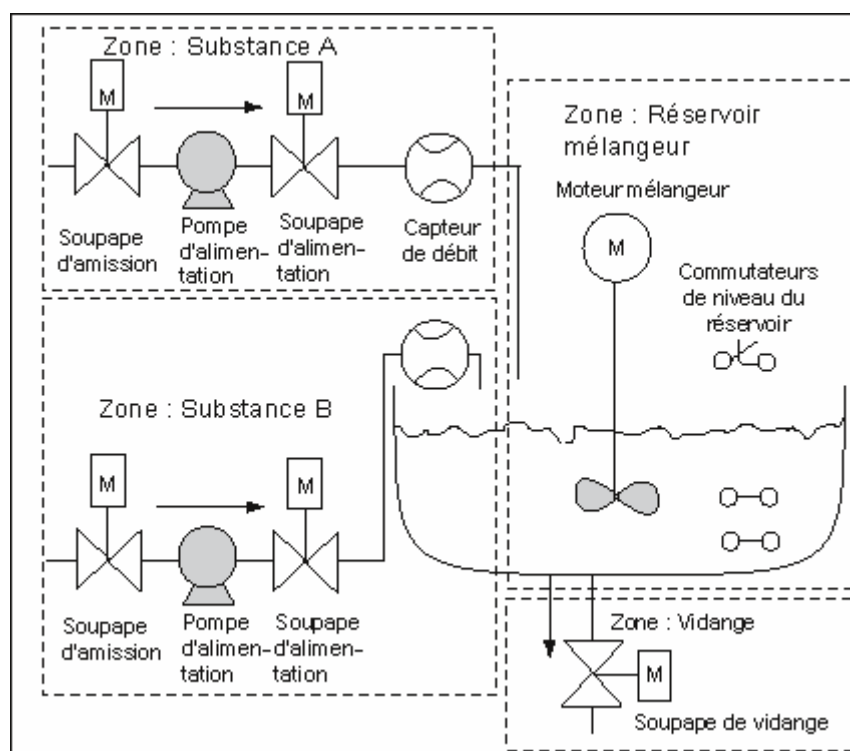 Zone : Substance A
M
M
Soupape
d'amission
Pompe
d'alimen-
tation
Soupape
d'alimen-
tation
Capteur
de débit
Zone : Réservoir
mélangeur
Moteur mélangeur
M
Commutateurs
de niveau du
réservoir
Zone : Substance B
M
M
Soupape
d'amission
Pompe
d'alimen-
tation
Soupape
d'alimen-
tation
Zone : Vidange
M
Soupape de vidange